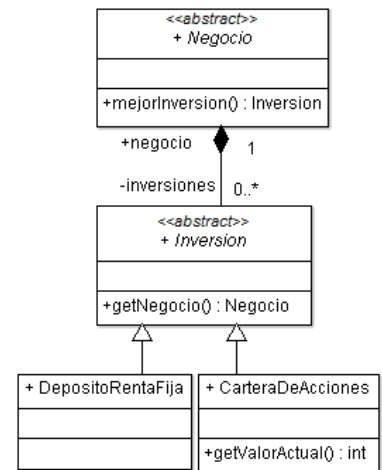 <<abstract>>
+ Negocio
+mejorInversion() : Inversion
+negocio
1
-inversiones
0..*
<<abstract>>
+ Inversion
+getNegocio() : Negocio
+ DepositoRentaFija
+ CarteraDeAcciones
+getValorActual() : int